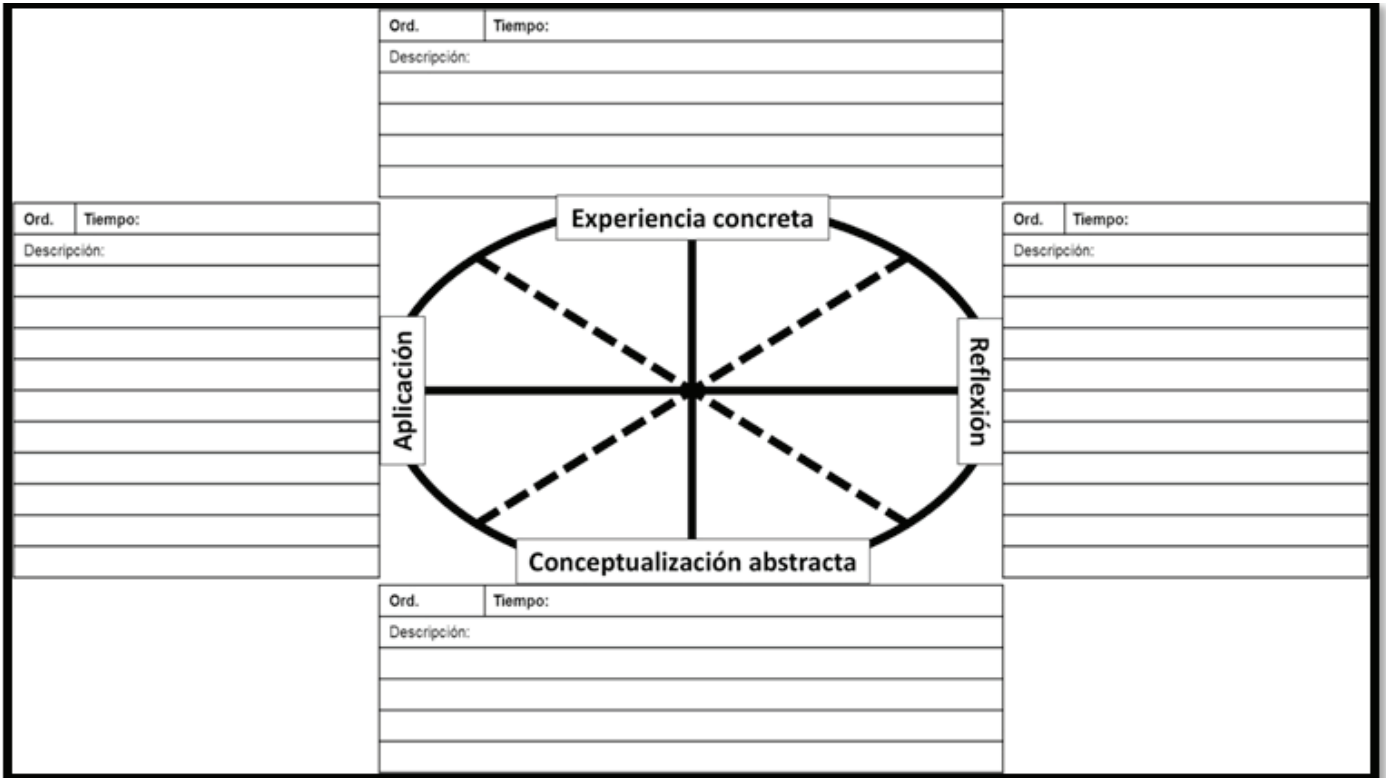 Ord. Tiempo:
Descripción:
Experiencia concreta
Ord. Tiempo:
Descripción:
Aplicación
Ord. Tiempo:
Descripción:
Reflexión
Conceptualización abstracta
Ord. Tiempo:
Descripción: